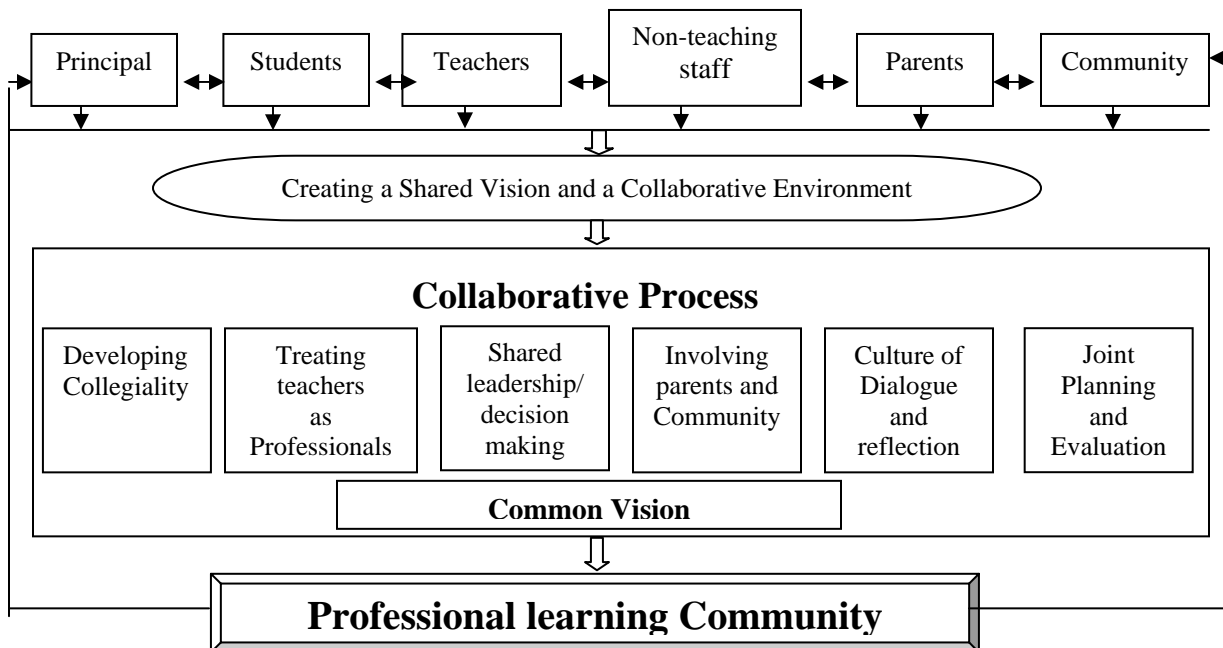 Principal
Students
Teachers
Non-teaching
staff
Parents
Community
Creating a Shared Vision and a Collaborative Environment
Collaborative Process
Developing
Collegiality
Treating
teachers
as
Professionals
Shared
leadership/
decision
making
Involving
parents and
Community
Culture of
Dialogue
and
reflection
Joint
Planning
and
Evaluation
Common Vision
Professional learning Community